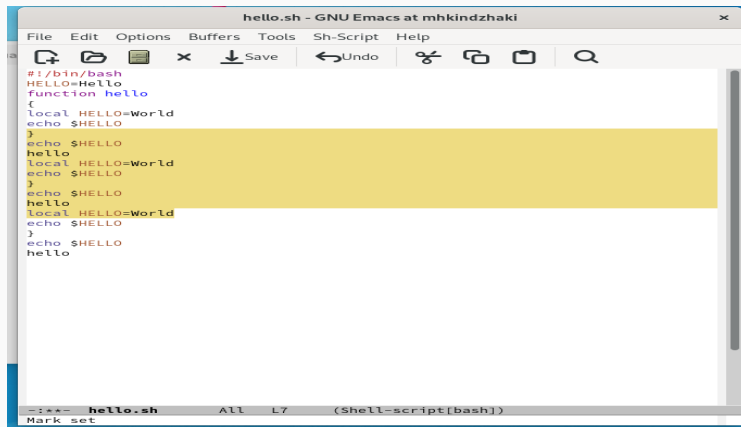 hello.sh - GNU Emacs at mhkindzhaki ×
File Edit Options Buffers Tools Sh-Script Help
Save Undo
#!/bin/bash
HELLO=Hello
function hello
{
local HELLO=World
echo $HELLO
}
echo $HELLO
hello
local HELLO=World
echo $HELLO
}
echo $HELLO
hello
local HELLO=World
echo $HELLO
}
echo $HELLO
hello
-:**- hello.sh All L7 (Shell-script[bash])
Mark set